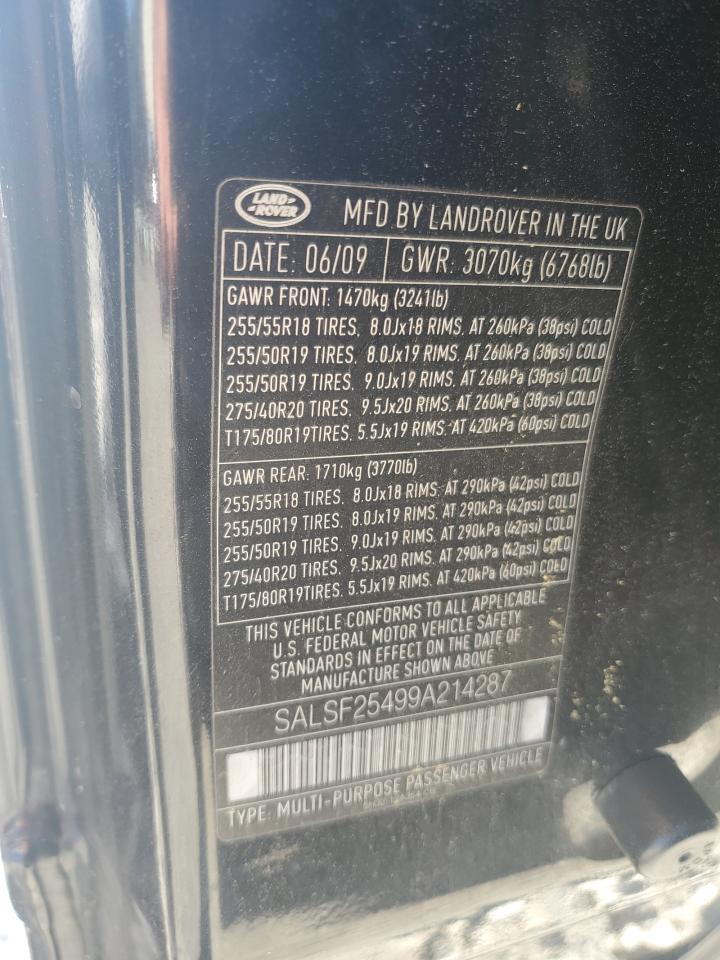 LAND-
-ROVER
MFD BY LANDROVER IN THE UK
DATE: 06/09 GWR: 3070kg (6768lb)
GAWR FRONT: 1470kg (3241lb)
255/55R18 TIRES, 8.0Jx18 RIMS, AT 260kPa (38psi) COLD
255/50R19 TIRES, 8.0Jx19 RIMS, AT 260kPa (38psi) COLD
255/50R19 TIRES, 9.0Jx19 RIMS, AT 260kPa (38psi) COLD
275/40R20 TIRES, 9.5Jx20 RIMS, AT 260kPa (38psi) COLD
T175/80R19TIRES, 5.5Jx19 RIMS, AT 420kPa (60psi) COLD
GAWR REAR: 1710kg (3770lb)
255/55R18 TIRES, 8.0Jx18 RIMS, AT 290kPa (42psi) COLD
255/50R19 TIRES, 8.0Jx19 RIMS, AT 290kPa (42psi) COLD
255/50R19 TIRES, 9.0Jx19 RIMS, AT 290kPa (42psi) COLD
275/40R20 TIRES, 9.5Jx20 RIMS, AT 290kPa (42psi) COLD
T175/80R19TIRES, 5.5Jx19 RIMS, AT 420kPa (60psi) COLD
THIS VEHICLE CONFORMS TO ALL APPLICABLE
U.S. FEDERAL MOTOR VEHICLE SAFETY
STANDARDS IN EFFECT ON THE DATE OF
MANUFACTURE SHOWN ABOVE
SALSF25499A214287
TYPE: MULTI-PURPOSE PASSENGER VEHICLE